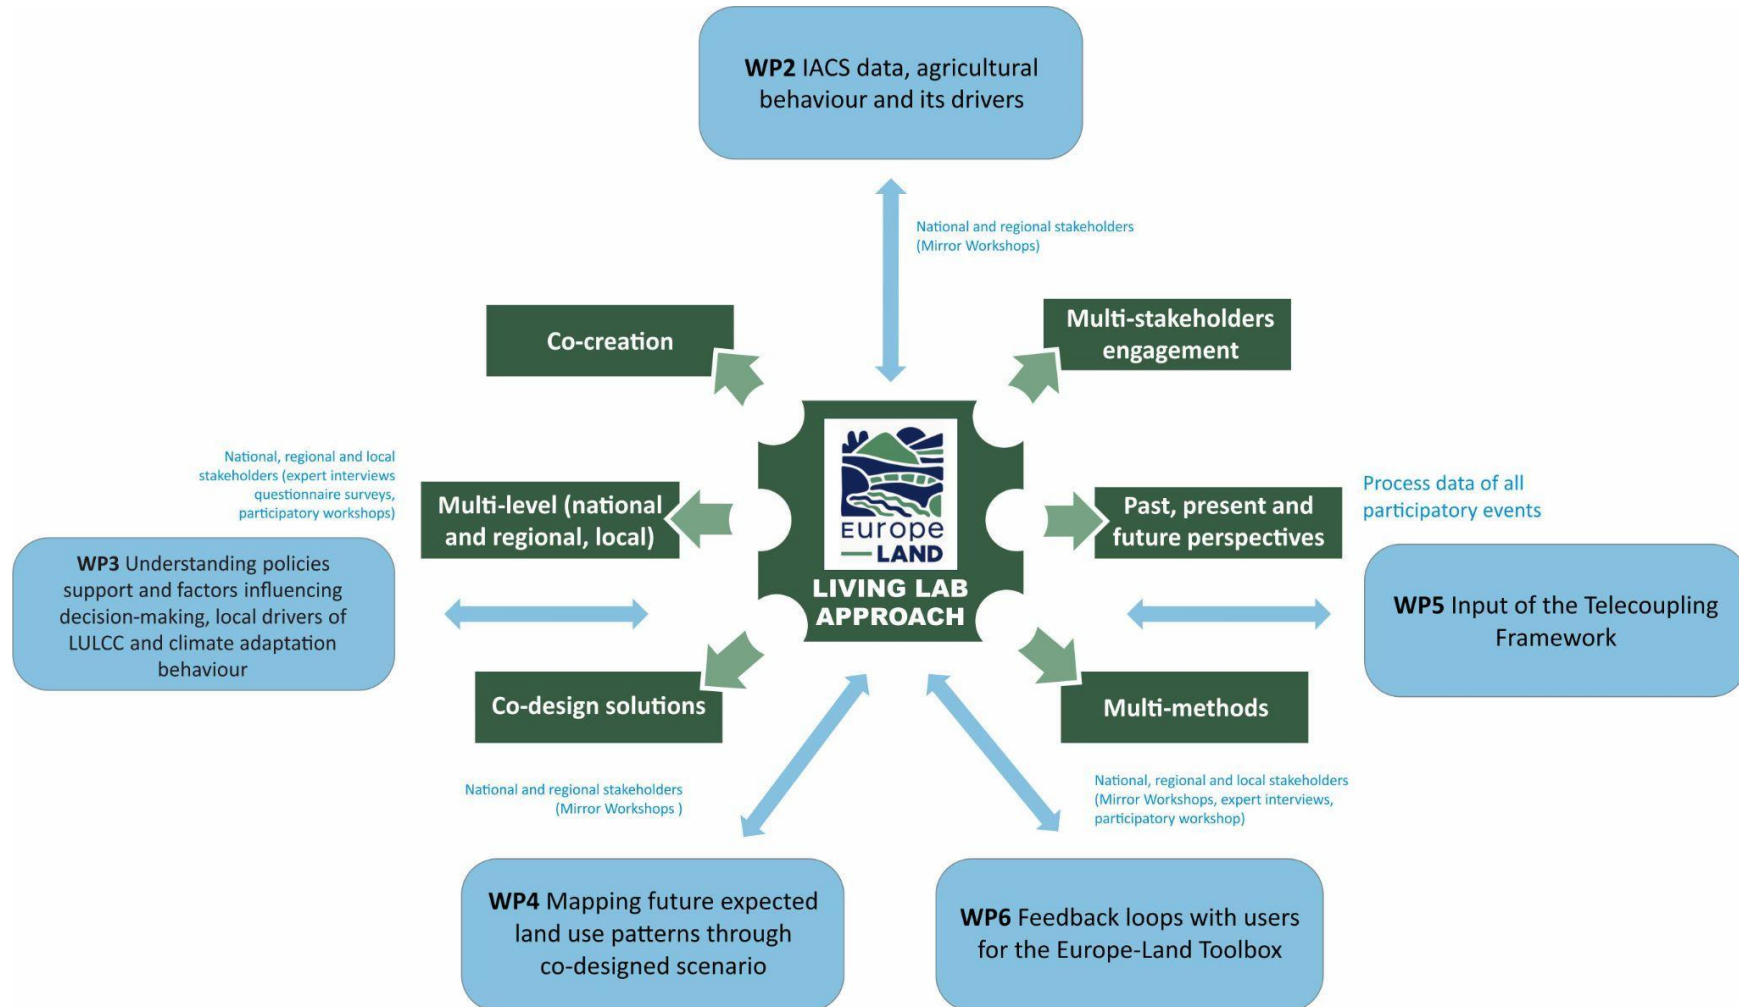 WP2 IACS data, agricultural
behaviour and its drivers
National and regional stakeholders
(Mirror Workshops)
Co-creation
Multi-stakeholders
engagement
National, regional and local
stakeholders (expert interviews
questionnaire surveys,
participatory workshops)
Multi-level (national
and regional, local)
Europe
LAND
LIVING LAB
APPROACH
Past, present and
future perspectives
Process data of all
participatory events
WP3 Understanding policies
support and factors influencing
decision-making, local drivers of
LULCC and climate adaptation
behaviour
WP5 Input of the Telecoupling
Framework
Co-design solutions
Multi-methods
National and regional stakeholders
(Mirror Workshops )
National, regional and local stakeholders
(Mirror Workshops, expert interviews,
participatory workshop)
WP4 Mapping future expected
land use patterns through
co-designed scenario
WP6 Feedback loops with users
for the Europe-Land Toolbox